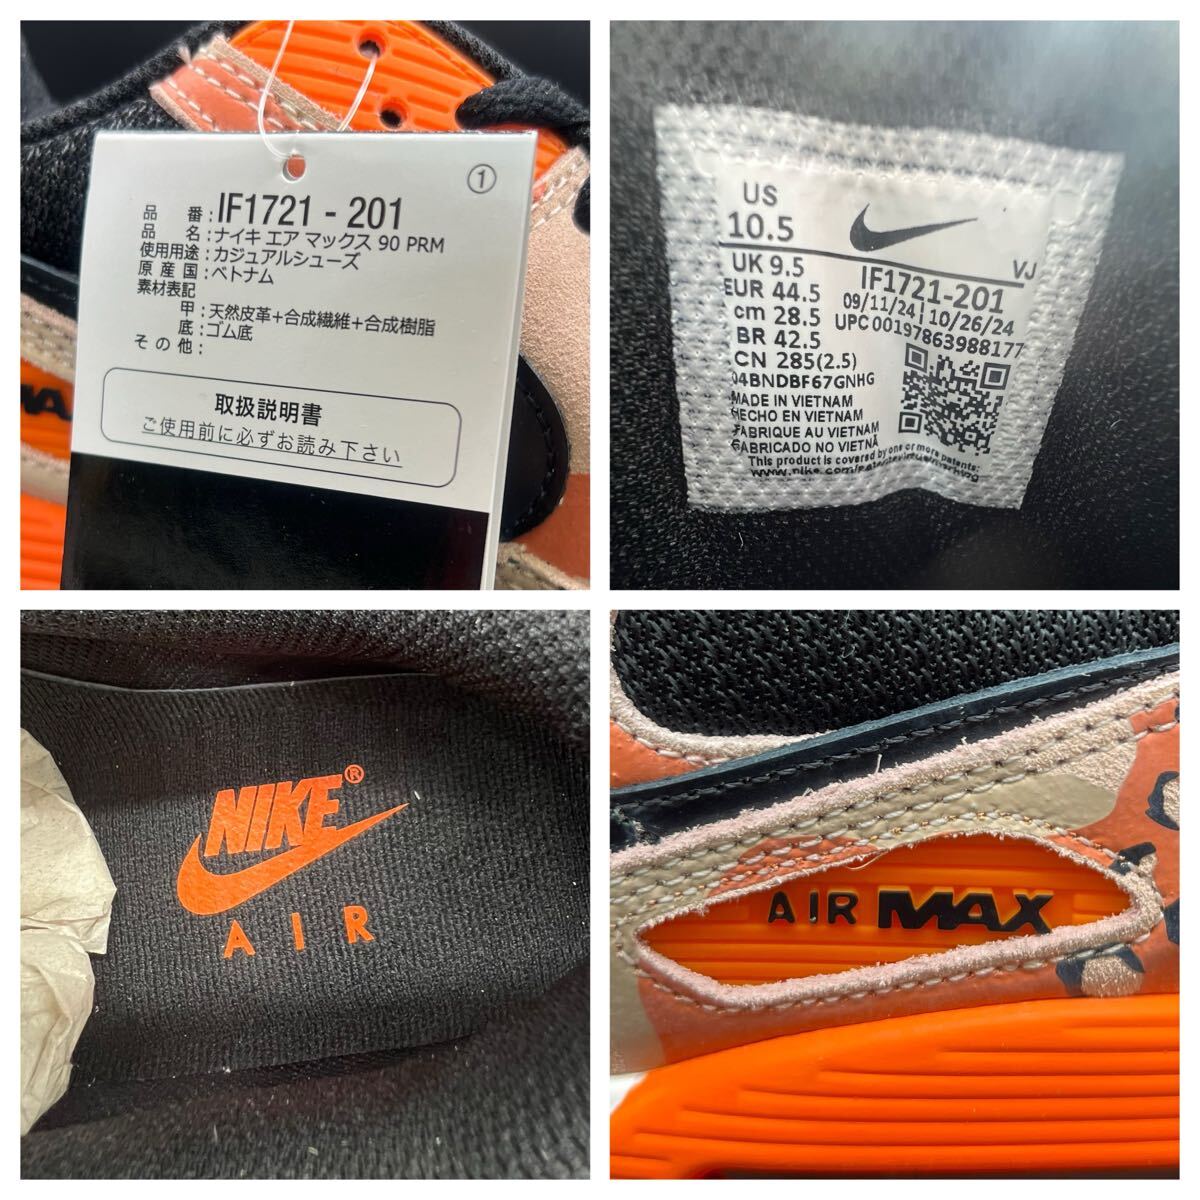 ①
品 番 : IF1721 - 201
品 名 : ナイキ エア マックス 90 PRM
使用用途 : カジュアルシューズ
原 産 国 : ベトナム
素材表記
甲 : 天然皮革+合成繊維+合成樹脂
底 : ゴム底
そ の 他 :
取扱説明書
ご使用前に必ずお読み下さい
US
10.5
VJ
UK 9.5
EUR 44.5
cm 28.5
BR 42.5
CN 285(2.5)
IF1721-201
09/11/24 | 10/26/24
UPC 00197863988177
04BNDBF67GNHG
MADE IN VIETNAM
HECHO EN VIETNAM
FABRIQUE AU VIETNAM
FABRICADO NO VIETNÃ
This product is covered by one or more patents:
NIKE®
AIR
AIR MAX